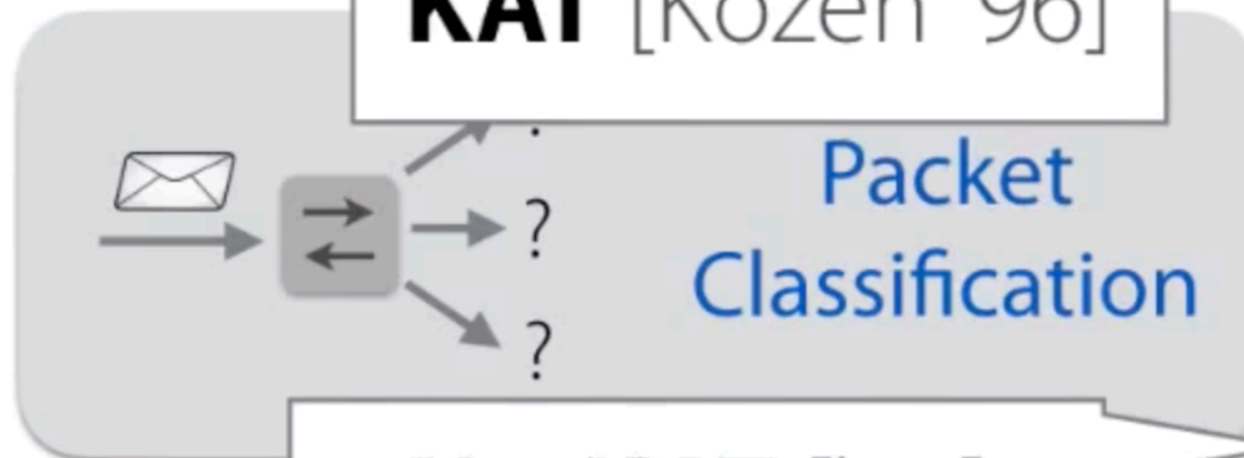 KAT [Kozen '96]
?
Packet
?
Classification
?